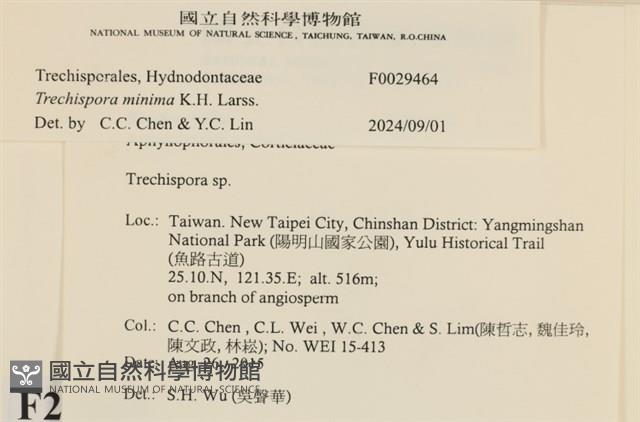 國立自然科學博物館
NATIONAL MUSEUM OF NATURAL SCIENCE, TAICHUNG, TAIWAN, R.O.CHINA
Trechisporales, Hydnodontaceae F0029464
Trechispora minima K.H. Larss.
Det. by C.C. Chen & Y.C. Lin 2024/09/01
Aphyllophorales, Corticiaceae
Trechispora sp.
Loc.: Taiwan. New Taipei City, Chinshan District: Yangmingshan
National Park (陽明山國家公園), Yulu Historical Trail
(魚路古道)
25.10.N, 121.35.E; alt. 516m;
on branch of angiosperm
Col.: C.C. Chen , C.L. Wei , W.C. Chen & S. Lim(陳哲志, 魏佳玲,
陳文政, 林崧); No. WEI 15-413
Date: Aug 26, 2015
Det.: S.H. Wu (吳聲華)
國立自然科學博物館
NATIONAL MUSEUM OF NATURAL SCIENCE
F2